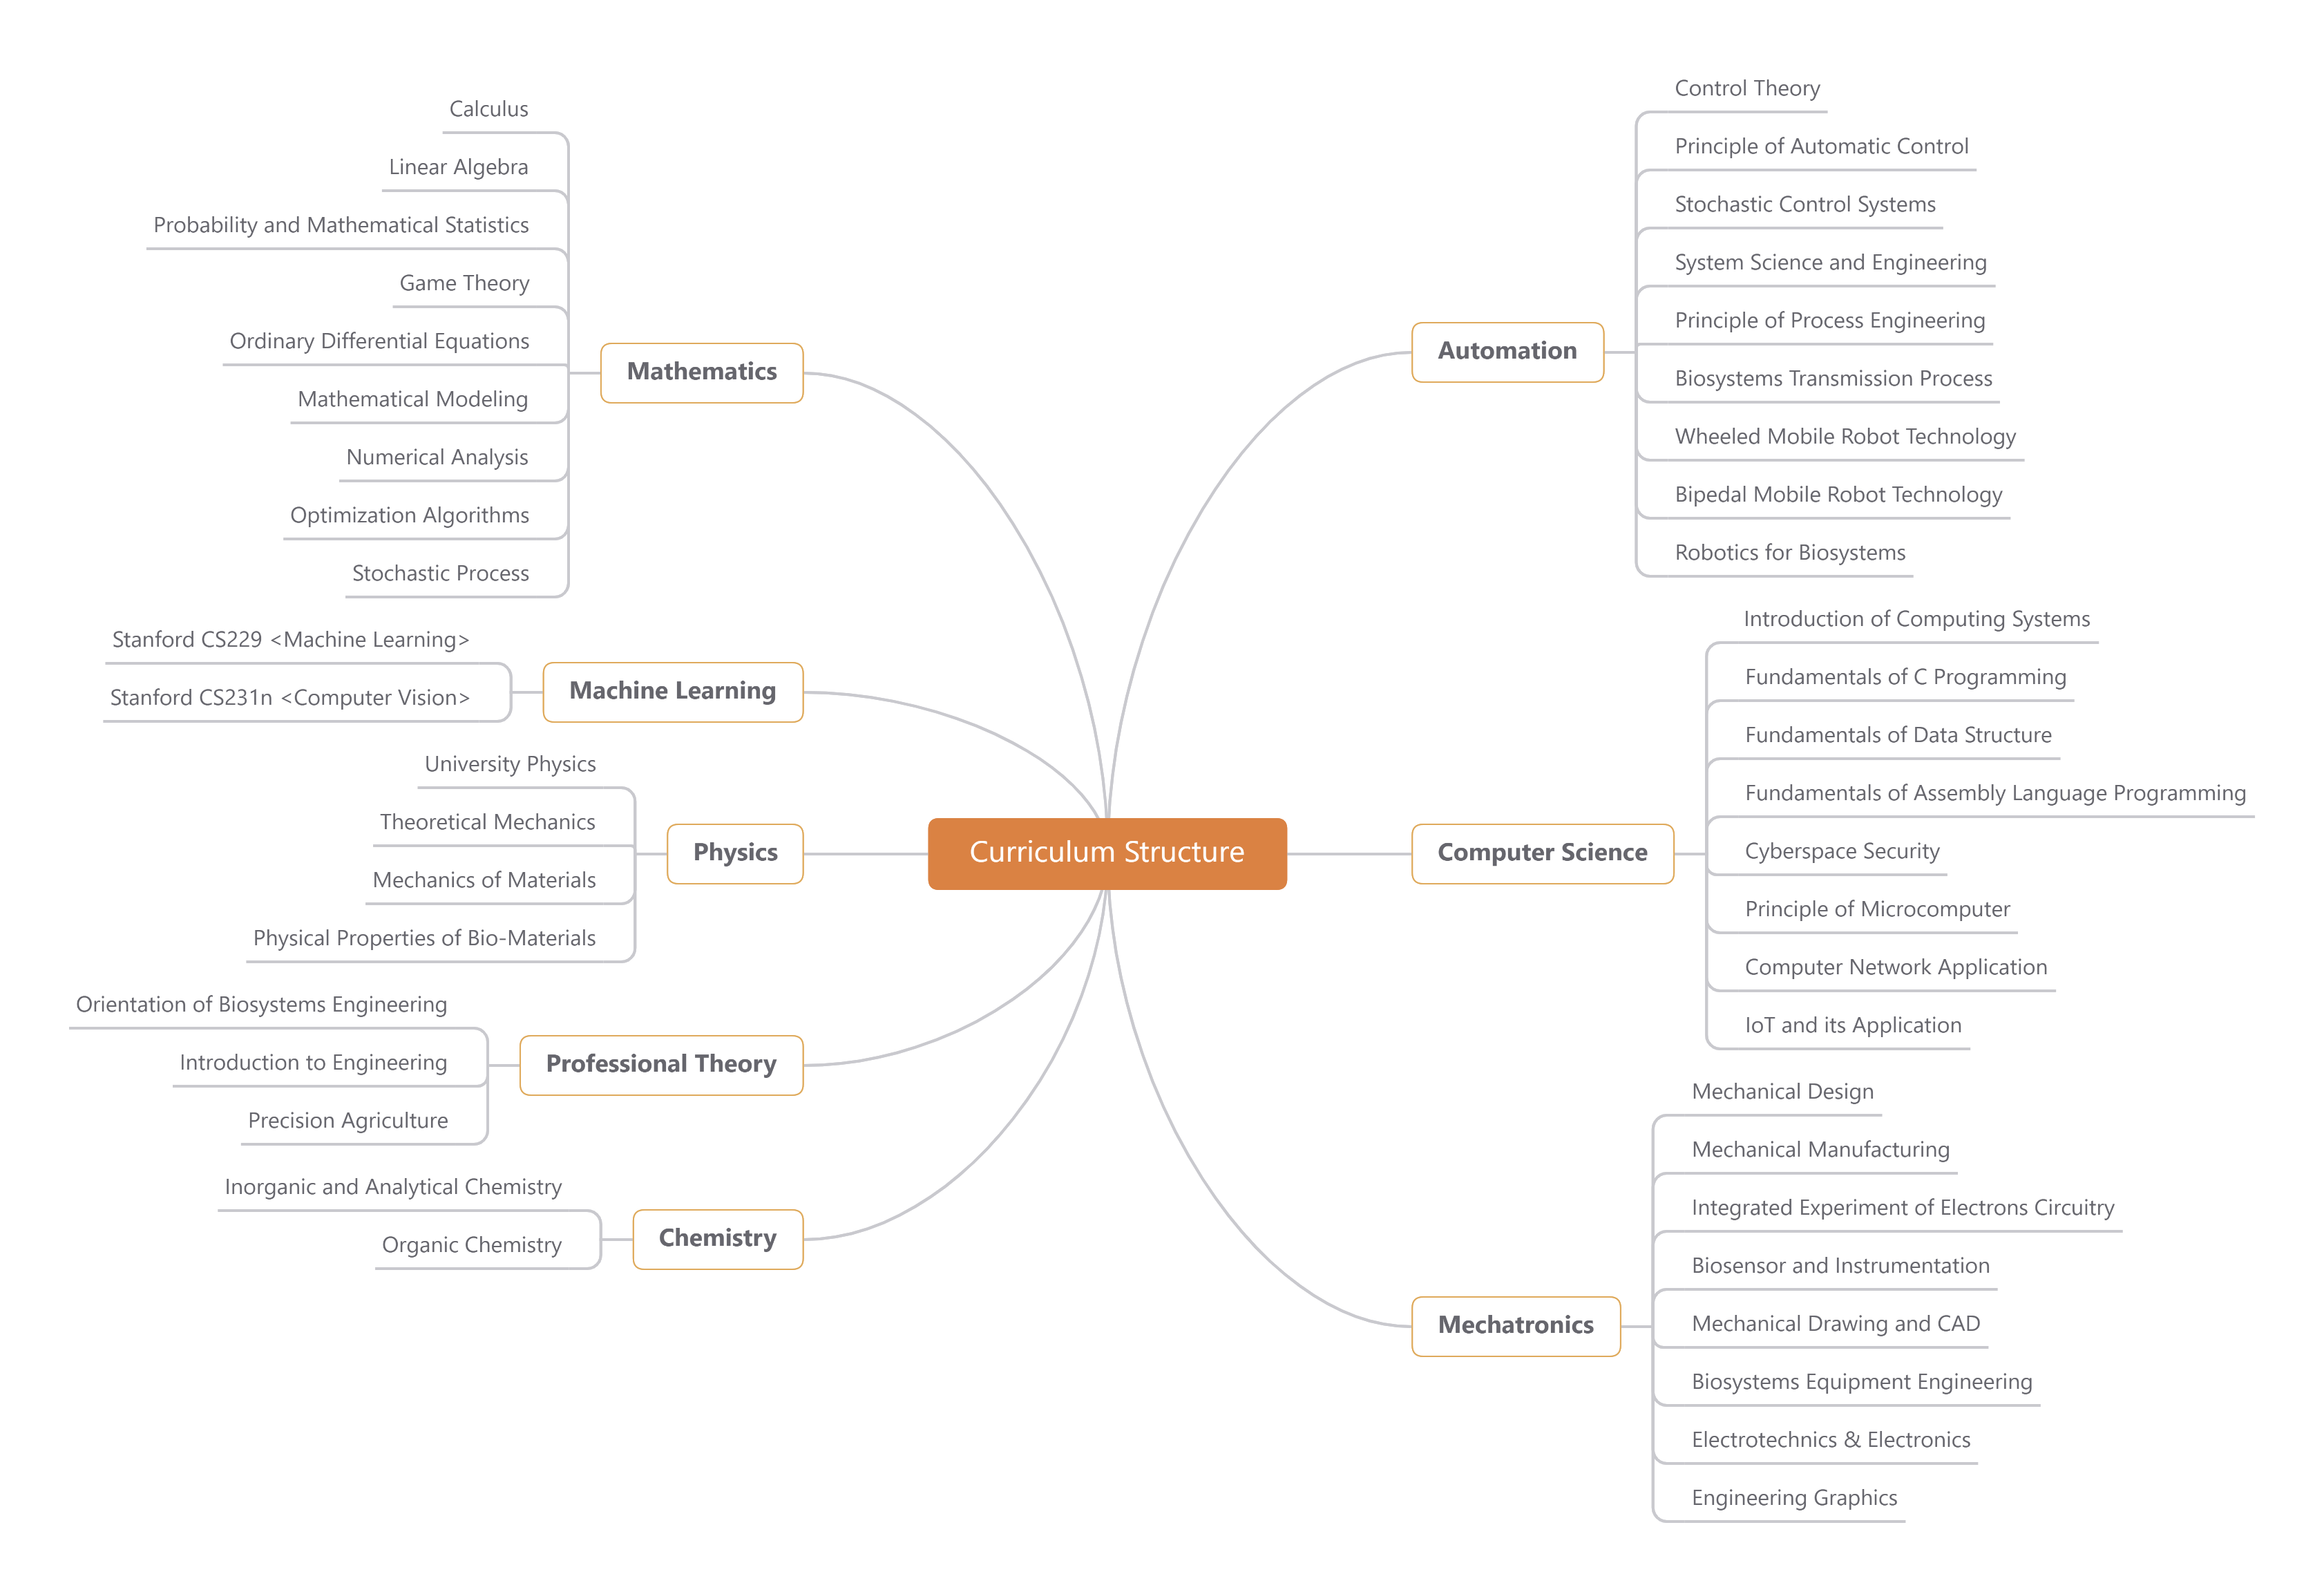 Curriculum Structure
Mathematics
Calculus
Linear Algebra
Probability and Mathematical Statistics
Game Theory
Ordinary Differential Equations
Mathematical Modeling
Numerical Analysis
Optimization Algorithms
Stochastic Process
Machine Learning
Stanford CS229 <Machine Learning>
Stanford CS231n <Computer Vision>
Physics
University Physics
Theoretical Mechanics
Mechanics of Materials
Physical Properties of Bio-Materials
Professional Theory
Orientation of Biosystems Engineering
Introduction to Engineering
Precision Agriculture
Chemistry
Inorganic and Analytical Chemistry
Organic Chemistry
Automation
Control Theory
Principle of Automatic Control
Stochastic Control Systems
System Science and Engineering
Principle of Process Engineering
Biosystems Transmission Process
Wheeled Mobile Robot Technology
Bipedal Mobile Robot Technology
Robotics for Biosystems
Computer Science
Introduction of Computing Systems
Fundamentals of C Programming
Fundamentals of Data Structure
Fundamentals of Assembly Language Programming
Cyberspace Security
Principle of Microcomputer
Computer Network Application
IoT and its Application
Mechatronics
Mechanical Design
Mechanical Manufacturing
Integrated Experiment of Electrons Circuitry
Biosensor and Instrumentation
Mechanical Drawing and CAD
Biosystems Equipment Engineering
Electrotechnics & Electronics
Engineering Graphics